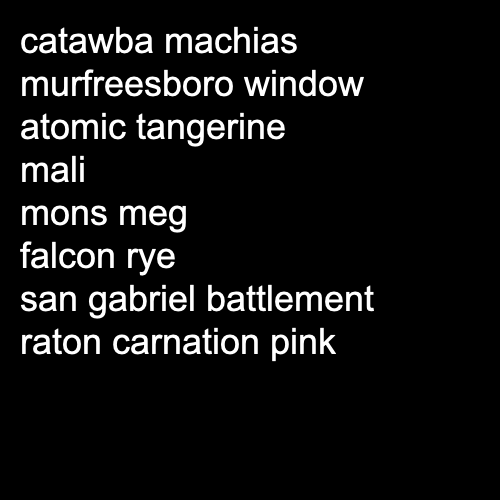 catawba machias
murfreesboro window
atomic tangerine
mali
mons meg
falcon rye
san gabriel battlement
raton carnation pink